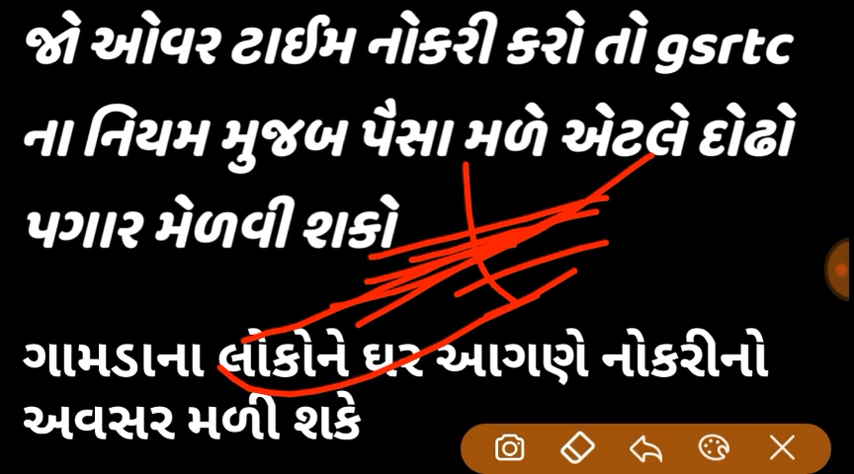 જો ઓવર ટાઈમ નોકરી કરો તો gsrtc
ના નિયમ મુજબ પૈસા મળે એટલે દોઢો
પગાર મેળવી શકો
ગામડાના લોકોને ઘર આગણે નોકરીનો
અવસર મળી શકે